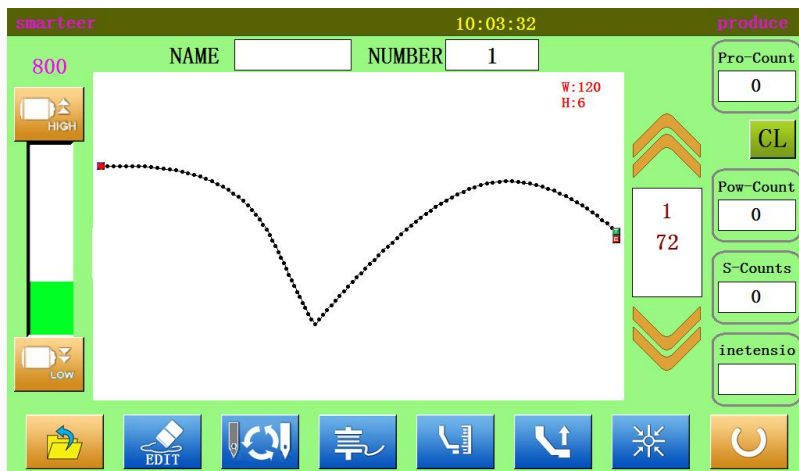 smarteer 10:03:32 produce
800 NAME NUMBER 1
W:120
H:6
HIGH
LOW
1
72
Pro-Count
0
CL
Pow-Count
0
S-Counts
0
inetensio
EDIT